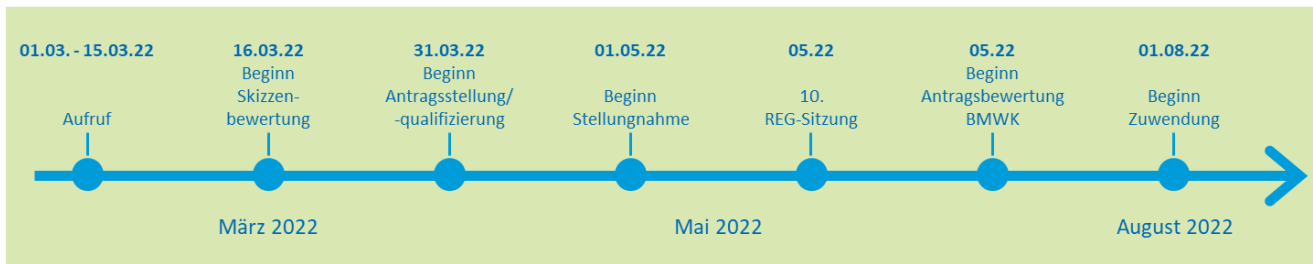 01.03. - 15.03.22
Aufruf
16.03.22
Beginn
Skizzen-
bewertung
31.03.22
Beginn
Antragsstellung/
-qualifizierung
01.05.22
Beginn
Stellungnahme
05.22
10.
REG-Sitzung
05.22
Beginn
Antragsbewertung
BMWK
01.08.22
Beginn
Zuwendung
März 2022
Mai 2022
August 2022